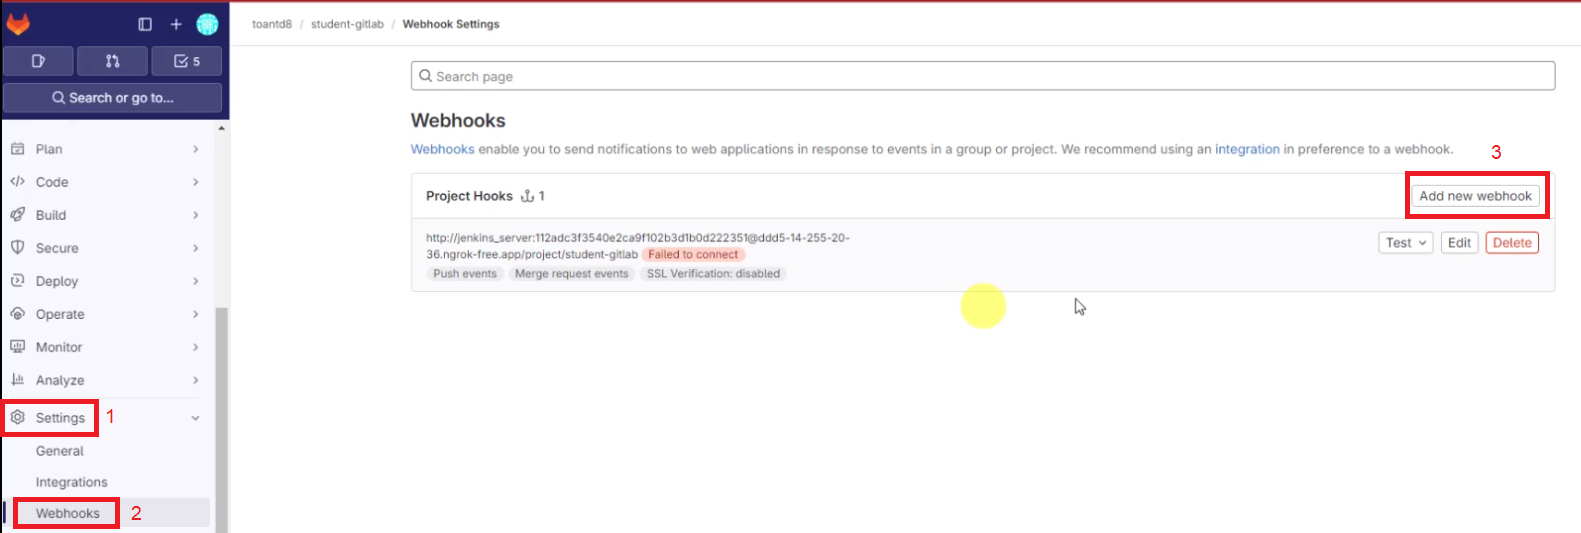 toantd8 / student-gitlab / Webhook Settings
5
Search or go to...
Plan
Code
Build
Secure
Deploy
Operate
Monitor
Analyze
Settings
1
General
Integrations
Webhooks
2
Search page
Webhooks
Webhooks enable you to send notifications to web applications in response to events in a group or project. We recommend using an integration in preference to a webhook.
3
Project Hooks 1
Add new webhook
http://jenkins_server:112adc3f3540e2ca9f102b3d1b0d222351@ddd5-14-255-20-
36.ngrok-free.app/project/student-gitlab Failed to connect
Push events Merge request events SSL Verification: disabled
Test Edit Delete